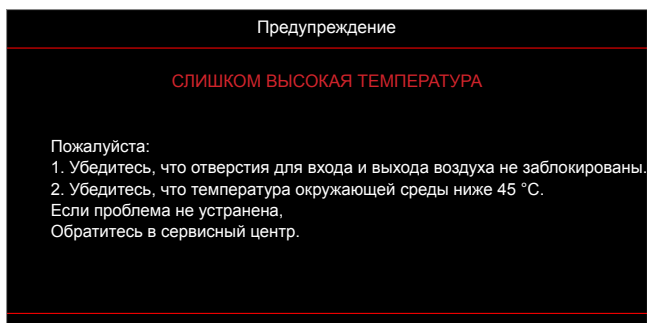 Предупреждение
СЛИШКОМ ВЫСОКАЯ ТЕМПЕРАТУРА
Пожалуйста:
1. Убедитесь, что отверстия для входа и выхода воздуха не заблокированы.
2. Убедитесь, что температура окружающей среды ниже 45 °C.
Если проблема не устранена,
Обратитесь в сервисный центр.